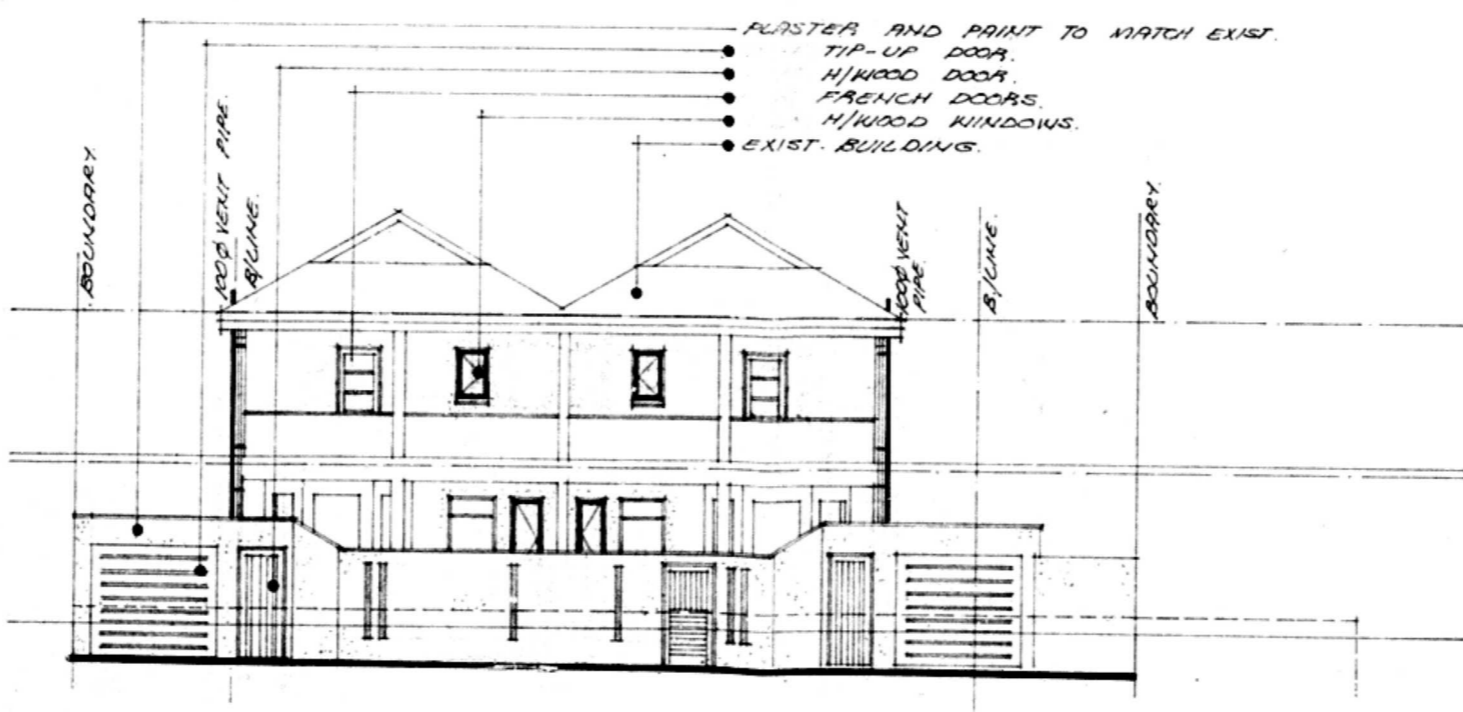 PLASTER AND PAINT TO MATCH EXIST.
TIP-UP DOOR.
H/WOOD DOOR.
FRENCH DOORS.
H/WOOD WINDOWS.
EXIST. BUILDING.
BOUNDARY.
100Ø VENT PIPE.
B/LINE.
100Ø VENT
PIPE.
B/LINE.
BOUNDARY.